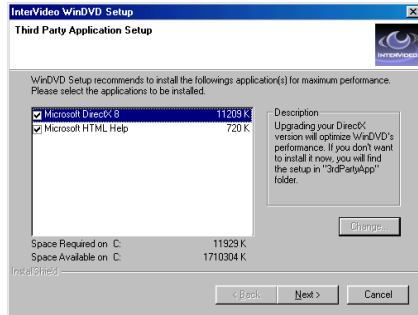 InterVideo WinDVD Setup
Third Party Application Setup
INTERVIDEO
WinDVD Setup recommends to install the followings application(s) for maximum performance.
Please select the applications to be installed.
Microsoft DirectX 8 11209 K
Microsoft HTML Help 720 K
Description
Upgrading your DirectX
version will optimize WinDVD's
performance. If you don't want
to install it now, you will find
the setup in "3rdPartyApp"
folder.
Change...
Space Required on C: 11929 K
Space Available on C: 1710304 K
InstallShield
< Back Next > Cancel